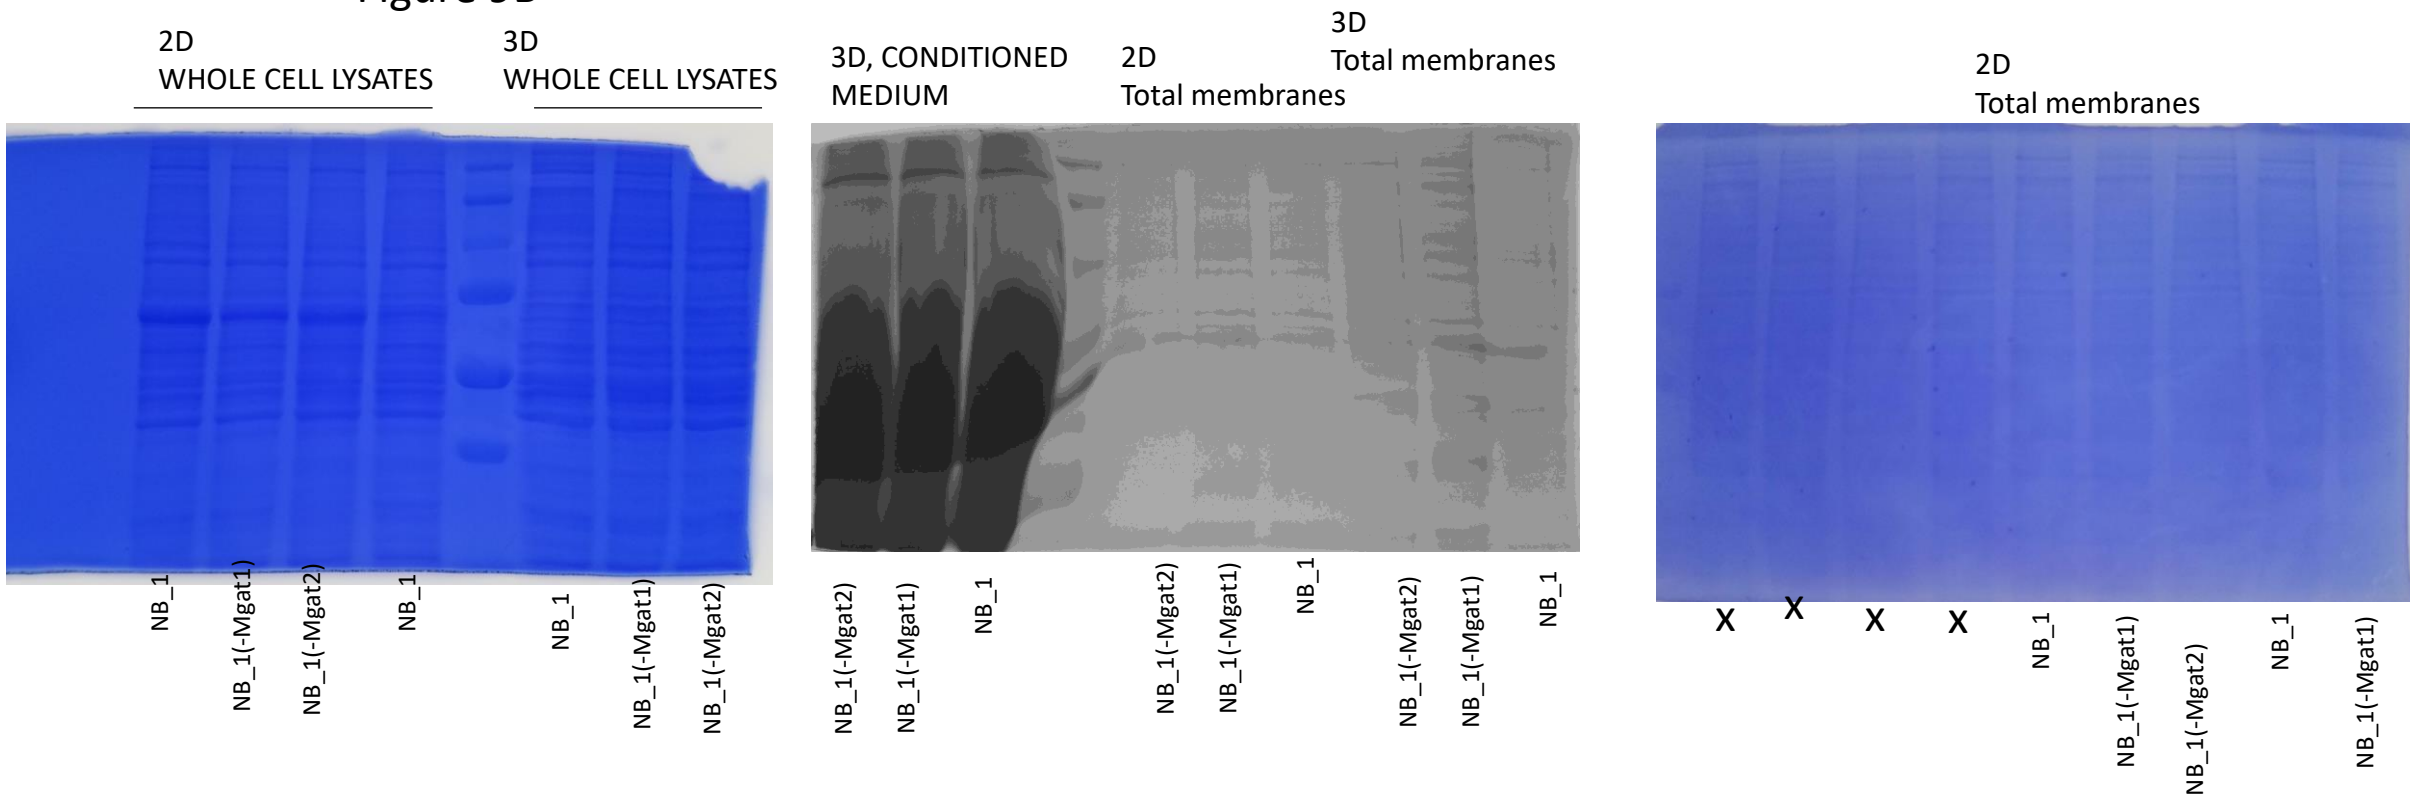 2D
WHOLE CELL LYSATES
3D
WHOLE CELL LYSATES
3D, CONDITIONED
MEDIUM
2D
Total membranes
3D
Total membranes
2D
Total membranes
NB_1
NB_1(-Mgat1)
NB_1(-Mgat2)
NB_1
NB_1
NB_1(-Mgat1)
NB_1(-Mgat2)
NB_1(-Mgat2)
NB_1(-Mgat1)
NB_1
NB_1(-Mgat2)
NB_1(-Mgat1)
NB_1
NB_1(-Mgat2)
NB_1(-Mgat1)
NB_1
X
X
X
X
NB_1
NB_1(-Mgat1)
NB_1(-Mgat2)
NB_1
NB_1(-Mgat1)